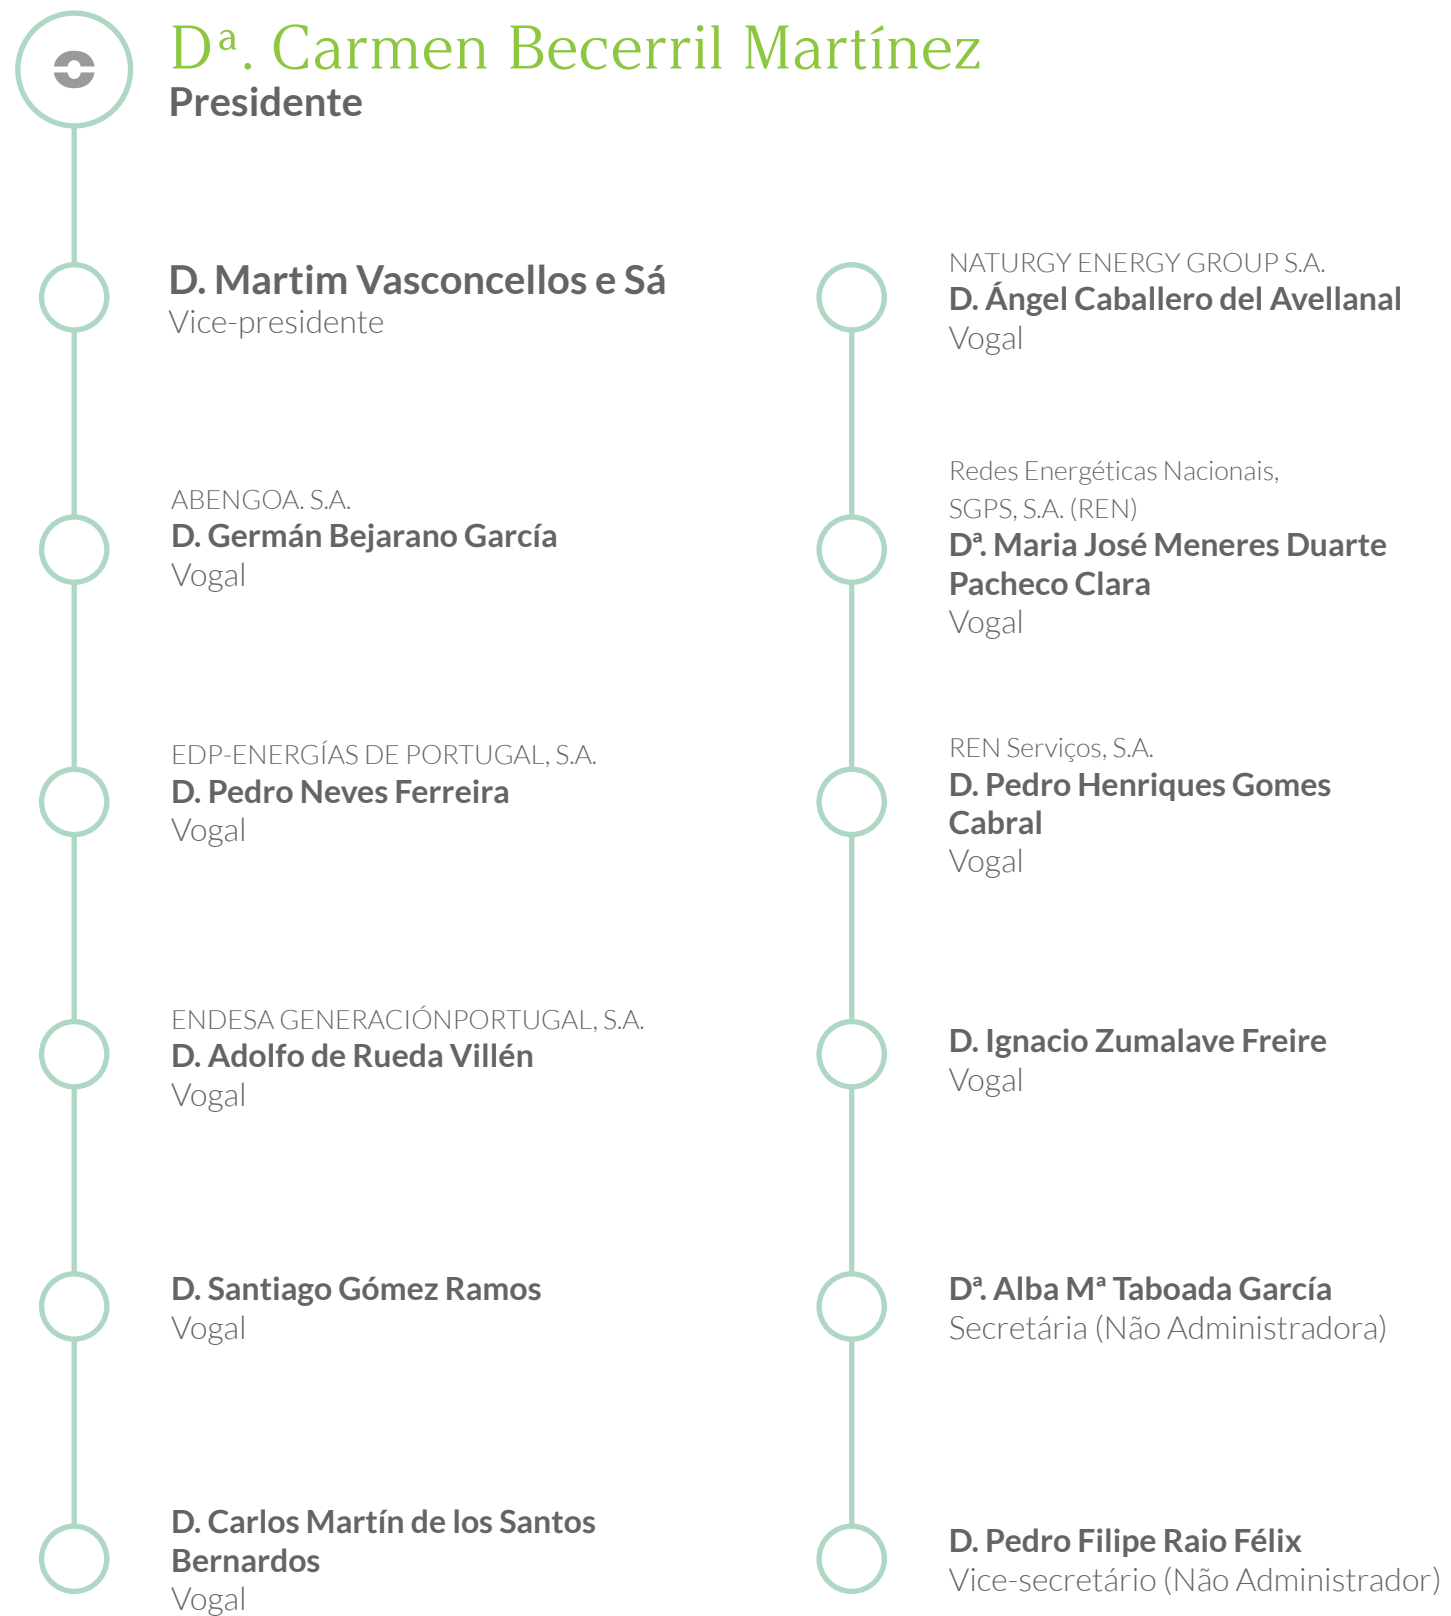 Dª. Carmen Becerril Martínez
Presidente
D. Martim Vasconcellos e Sá
Vice-presidente
ABENGOA. S.A.
D. Germán Bejarano García
Vogal
EDP-ENERGÍAS DE PORTUGAL, S.A.
D. Pedro Neves Ferreira
Vogal
ENDESA GENERACIÓNPORTUGAL, S.A.
D. Adolfo de Rueda Villén
Vogal
D. Santiago Gómez Ramos
Vogal
D. Carlos Martín de los Santos
Bernardos
Vogal
NATURGY ENERGY GROUP S.A.
D. Ángel Caballero del Avellanal
Vogal
Redes Energéticas Nacionais,
SGPS, S.A. (REN)
Dª. Maria José Meneres Duarte
Pacheco Clara
Vogal
REN Serviços, S.A.
D. Pedro Henriques Gomes
Cabral
Vogal
D. Ignacio Zumalave Freire
Vogal
Dª. Alba Mª Taboada García
Secretária (Não Administradora)
D. Pedro Filipe Raio Félix
Vice-secretário (Não Administrador)